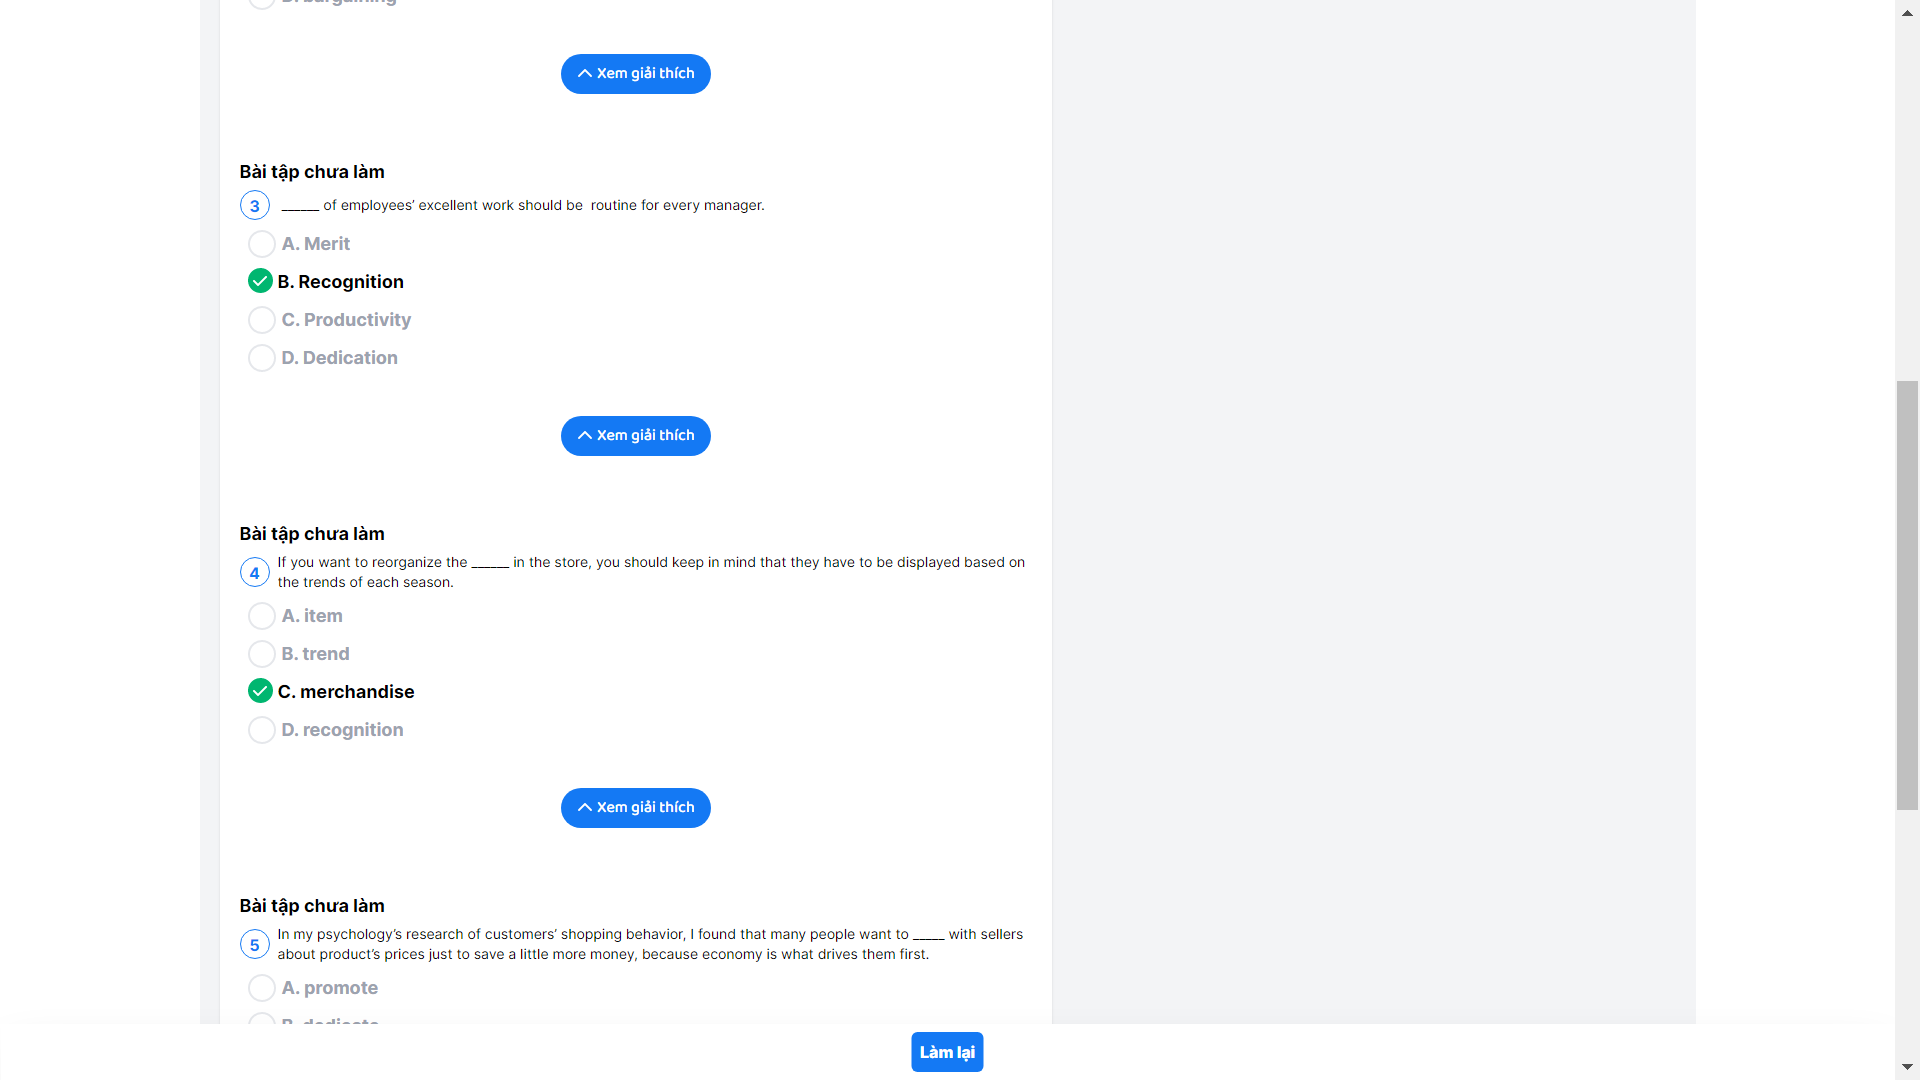 D. bargaining
Xem giải thích
Bài tập chưa làm
3 ______ of employees’ excellent work should be routine for every manager.
A. Merit
B. Recognition
C. Productivity
D. Dedication
Xem giải thích
Bài tập chưa làm
4 If you want to reorganize the ______ in the store, you should keep in mind that they have to be displayed based on
the trends of each season.
A. item
B. trend
C. merchandise
D. recognition
Xem giải thích
Bài tập chưa làm
5 In my psychology’s research of customers’ shopping behavior, I found that many people want to _____ with sellers
about product’s prices just to save a little more money, because economy is what drives them first.
A. promote
B. dedicate
Làm lại